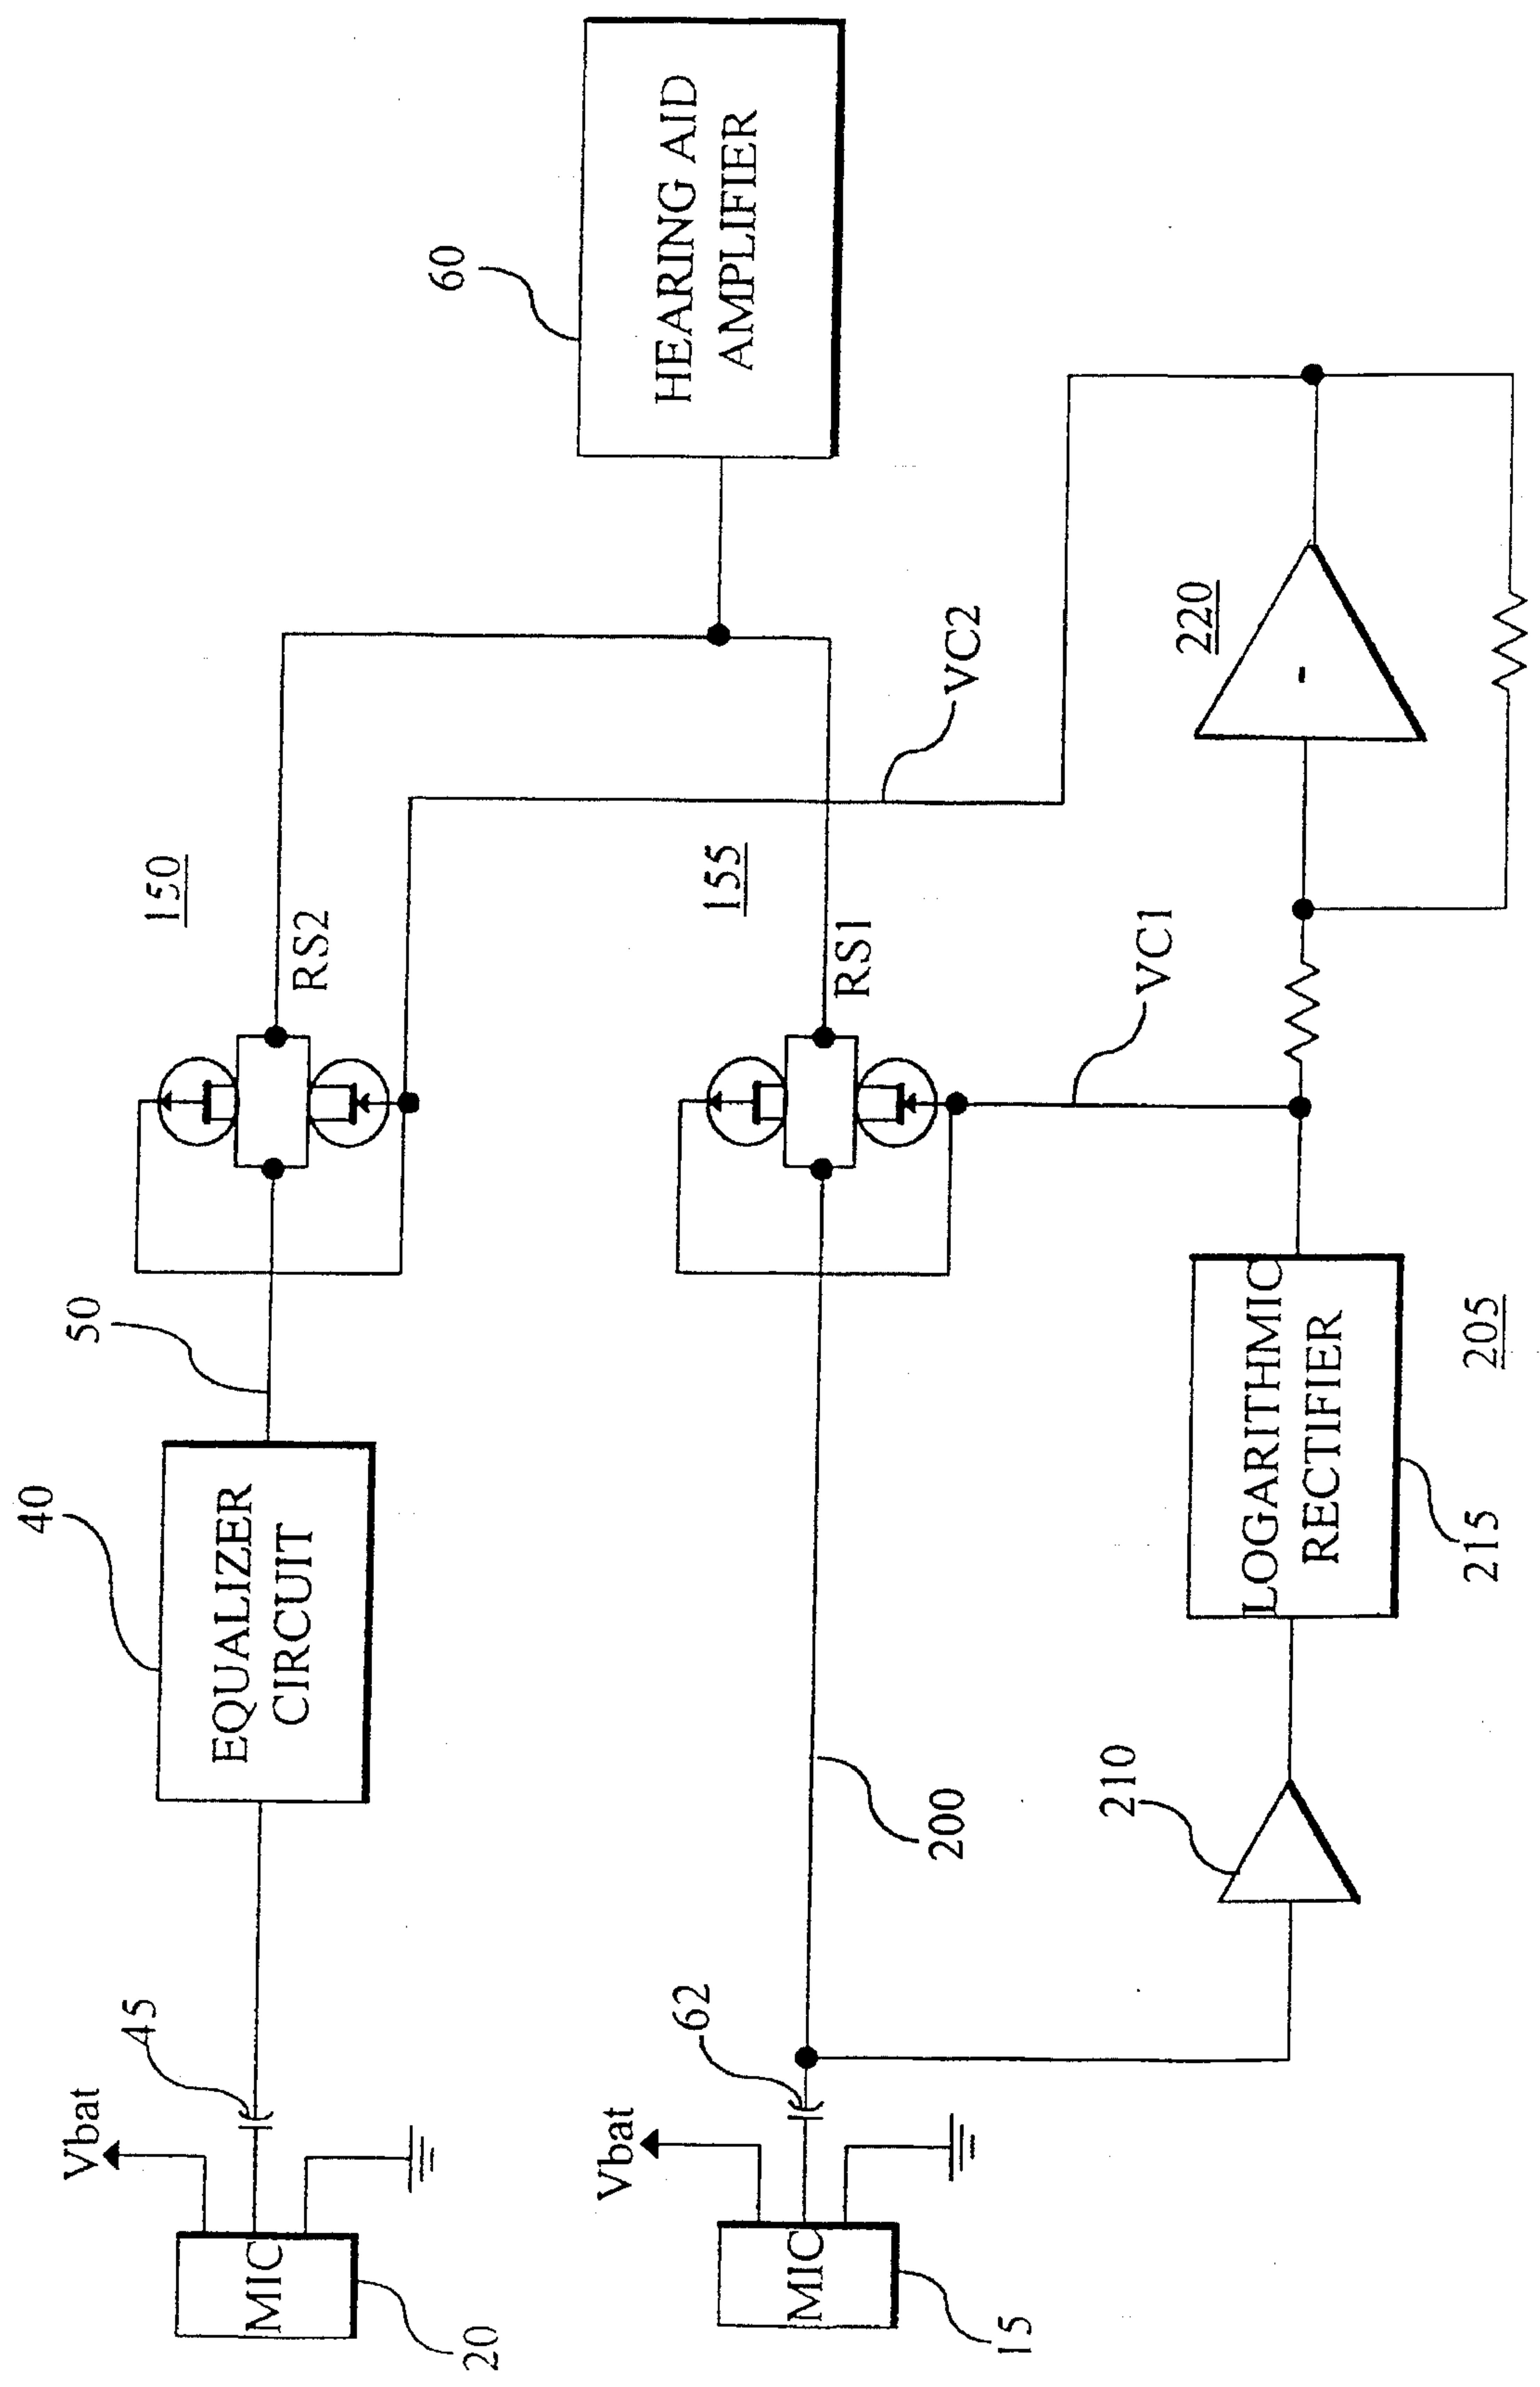 Vbat
45
40
50
150
MIC
20
EQUALIZER
CIRCUIT
RS2
60
HEARING AID
AMPLIFIER
Vbat
62
155
MIC
15
200
RS1
VC2
VC1
210
LOGARITHMIC
RECTIFIER
215
205
220
-